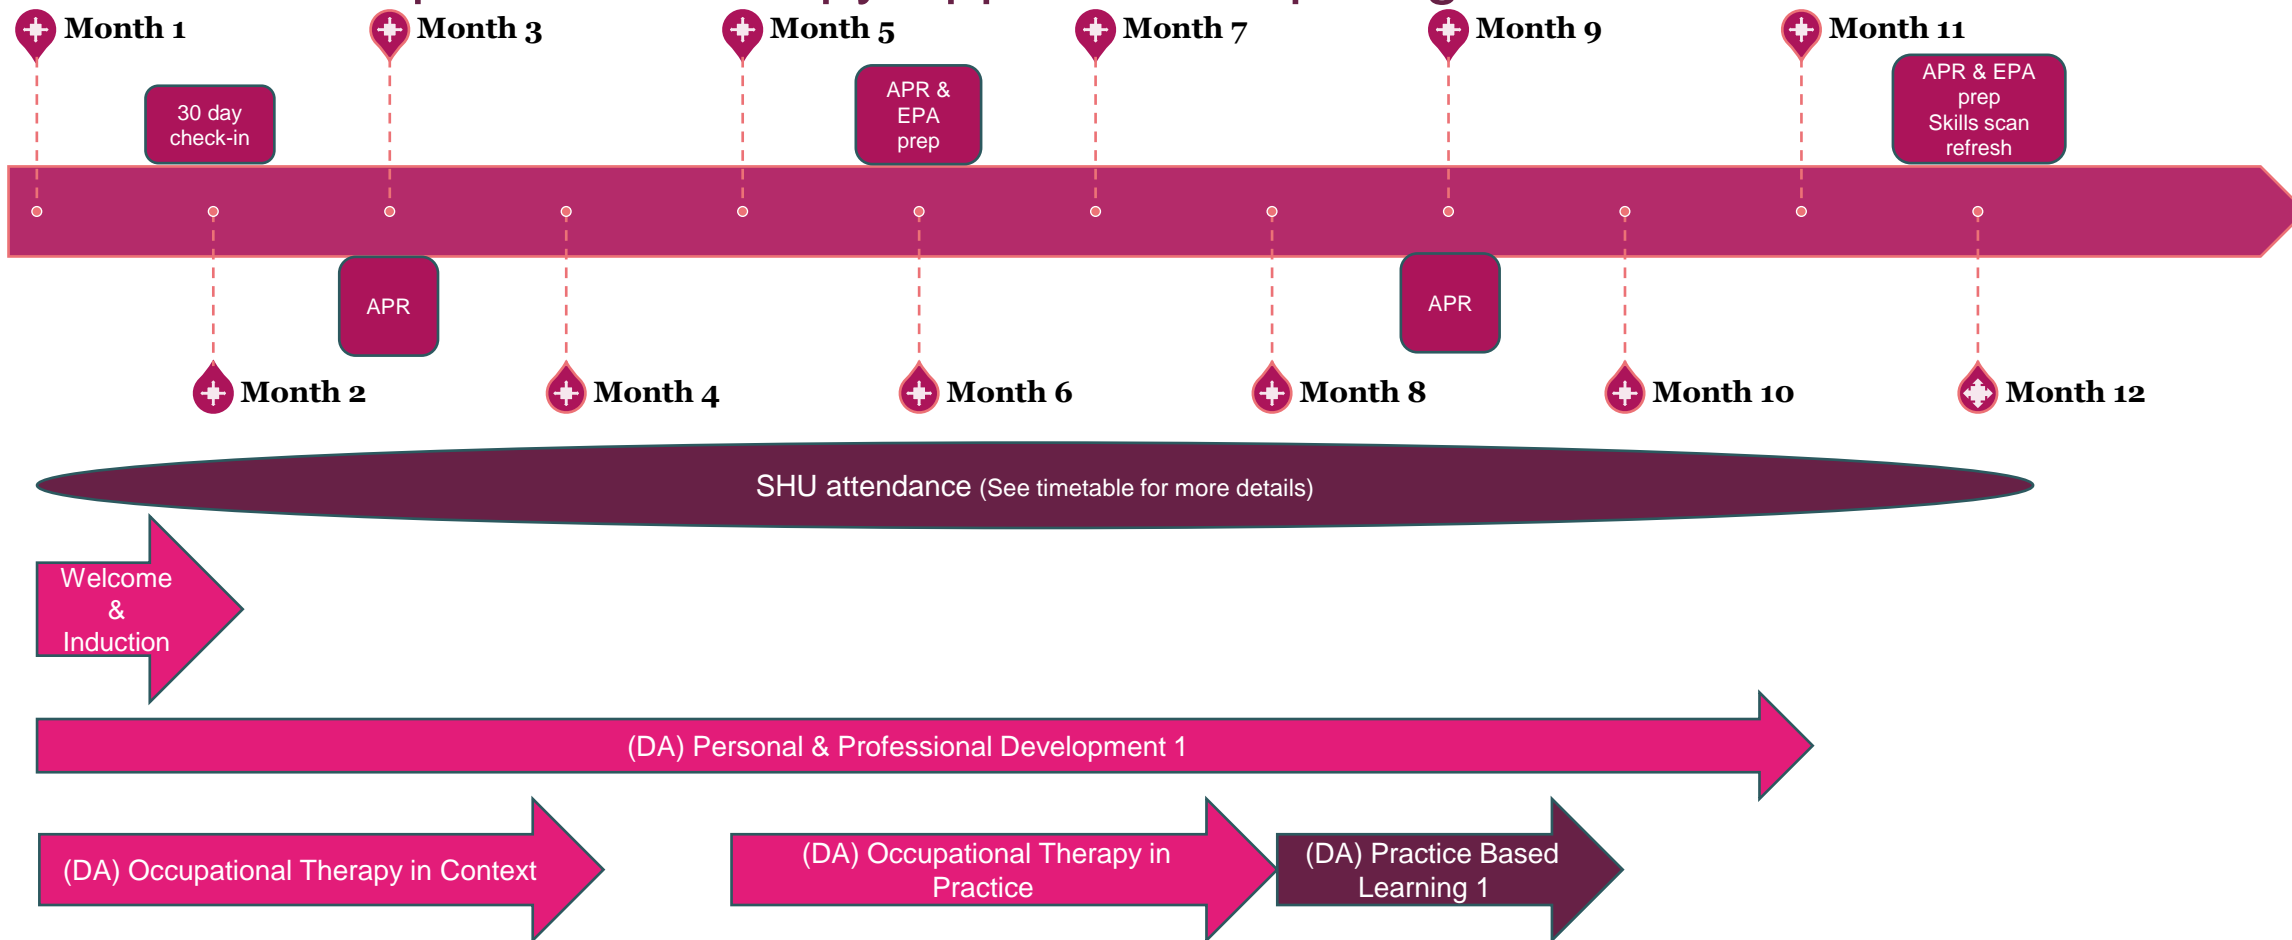 Month 1
Month 3
Month 5
Month 7
Month 9
Month 11
30 day
check-in
APR &
EPA
prep
APR & EPA
prep
Skills scan
refresh
APR
APR
Month 2
Month 4
Month 6
Month 8
Month 10
Month 12
SHU attendance (See timetable for more details)
Welcome
&
Induction
(DA) Personal & Professional Development 1
(DA) Occupational Therapy in Context
(DA) Occupational Therapy in
Practice
(DA) Practice Based
Learning 1